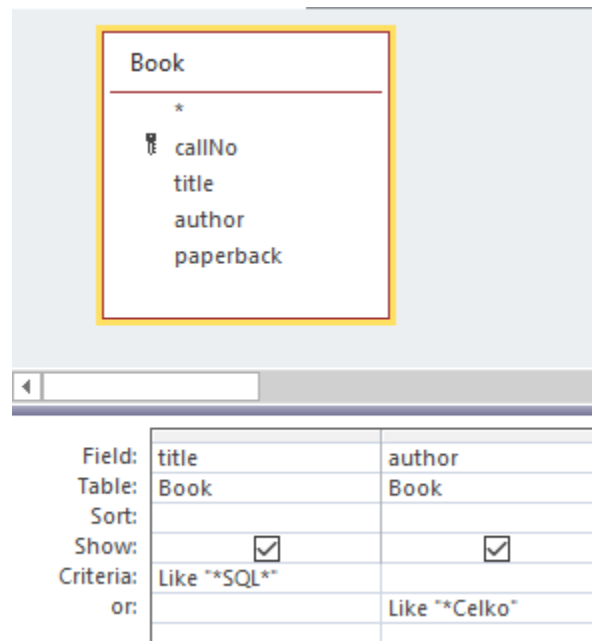 Book
*
callNo
title
author
paperback
Field: title author
Table: Book Book
Sort:
Show:
Criteria: Like "*SQL*"
or: Like "*Celko"